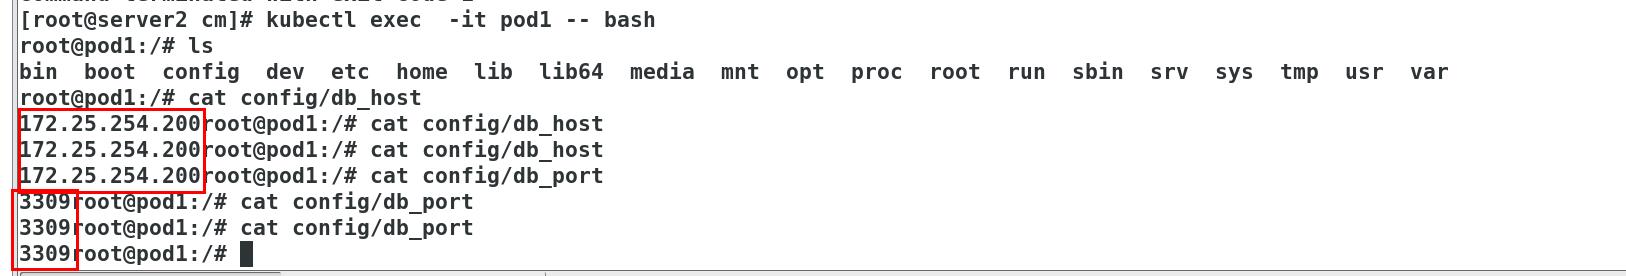 [root@server2 cm]# kubectl exec  -it pod1 -- bash
root@pod1:/# ls
bin  boot  config  dev  etc  home  lib  lib64  media  mnt  opt  proc  root  run  sbin  srv  sys  tmp  usr  var
root@pod1:/# cat config/db_host
172.25.254.200root@pod1:/# cat config/db_host
172.25.254.200root@pod1:/# cat config/db_host
172.25.254.200root@pod1:/# cat config/db_port
3309root@pod1:/# cat config/db_port
3309root@pod1:/# cat config/db_port
3309root@pod1:/#